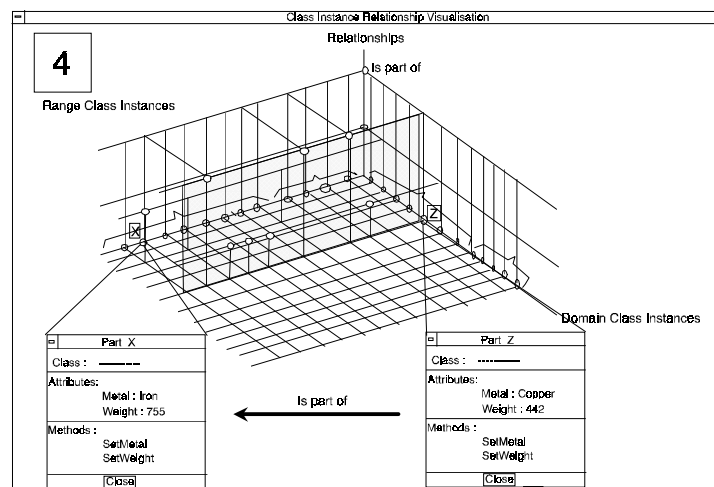 Class Instance Relationship Visualisation
4
Relationships
Is part of
Range Class Instances
X
Z
Domain Class Instances
Part X
Class :
Attributes:
Metal : Iron
Weight : 755
Methods :
SetMetal
SetWeight
Close
Is part of
Part Z
Class :
Attributes:
Metal : Copper
Weight : 442
Methods :
SetMetal
SetWeight
Close